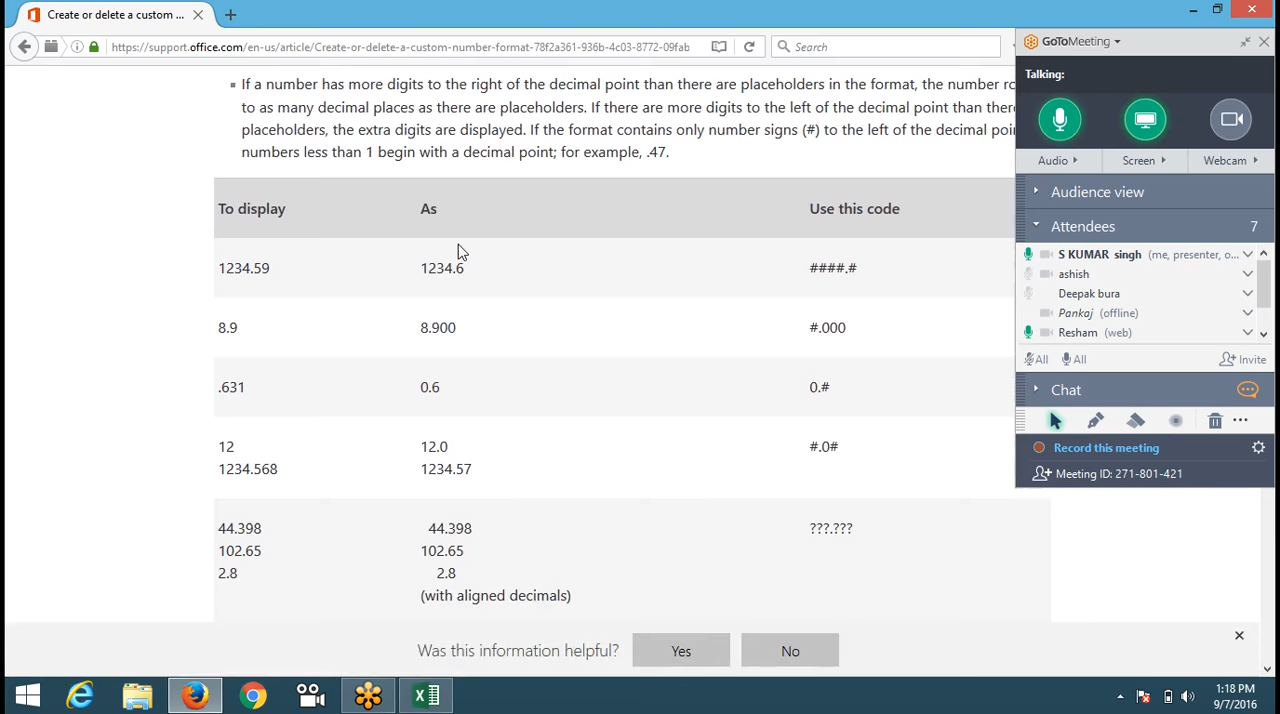 Create or delete a custom ...
https://support.office.com/en-us/article/Create-or-delete-a-custom-number-format-78f2a361-936b-4c03-8772-09fab
Search
If a number has more digits to the right of the decimal point than there are placeholders in the format, the number ro
to as many decimal places as there are placeholders. If there are more digits to the left of the decimal point than there
placeholders, the extra digits are displayed. If the format contains only number signs (#) to the left of the decimal poin
numbers less than 1 begin with a decimal point; for example, .47.
To display As Use this code
1234.59 1234.6 ####.#
8.9 8.900 #.000
.631 0.6 0.#
12 12.0 #.0#
1234.568 1234.57
44.398 44.398 ???.???
102.65 102.65
2.8 2.8
(with aligned decimals)
Was this information helpful? Yes No
GoToMeeting
Talking:
Audio Screen Webcam
Audience view
Attendees 7
S KUMAR singh (me, presenter, o...
ashish
Deepak bura
Pankaj (offline)
Resham (web)
All All Invite
Chat
Record this meeting
Meeting ID: 271-801-421
1:18 PM
9/7/2016